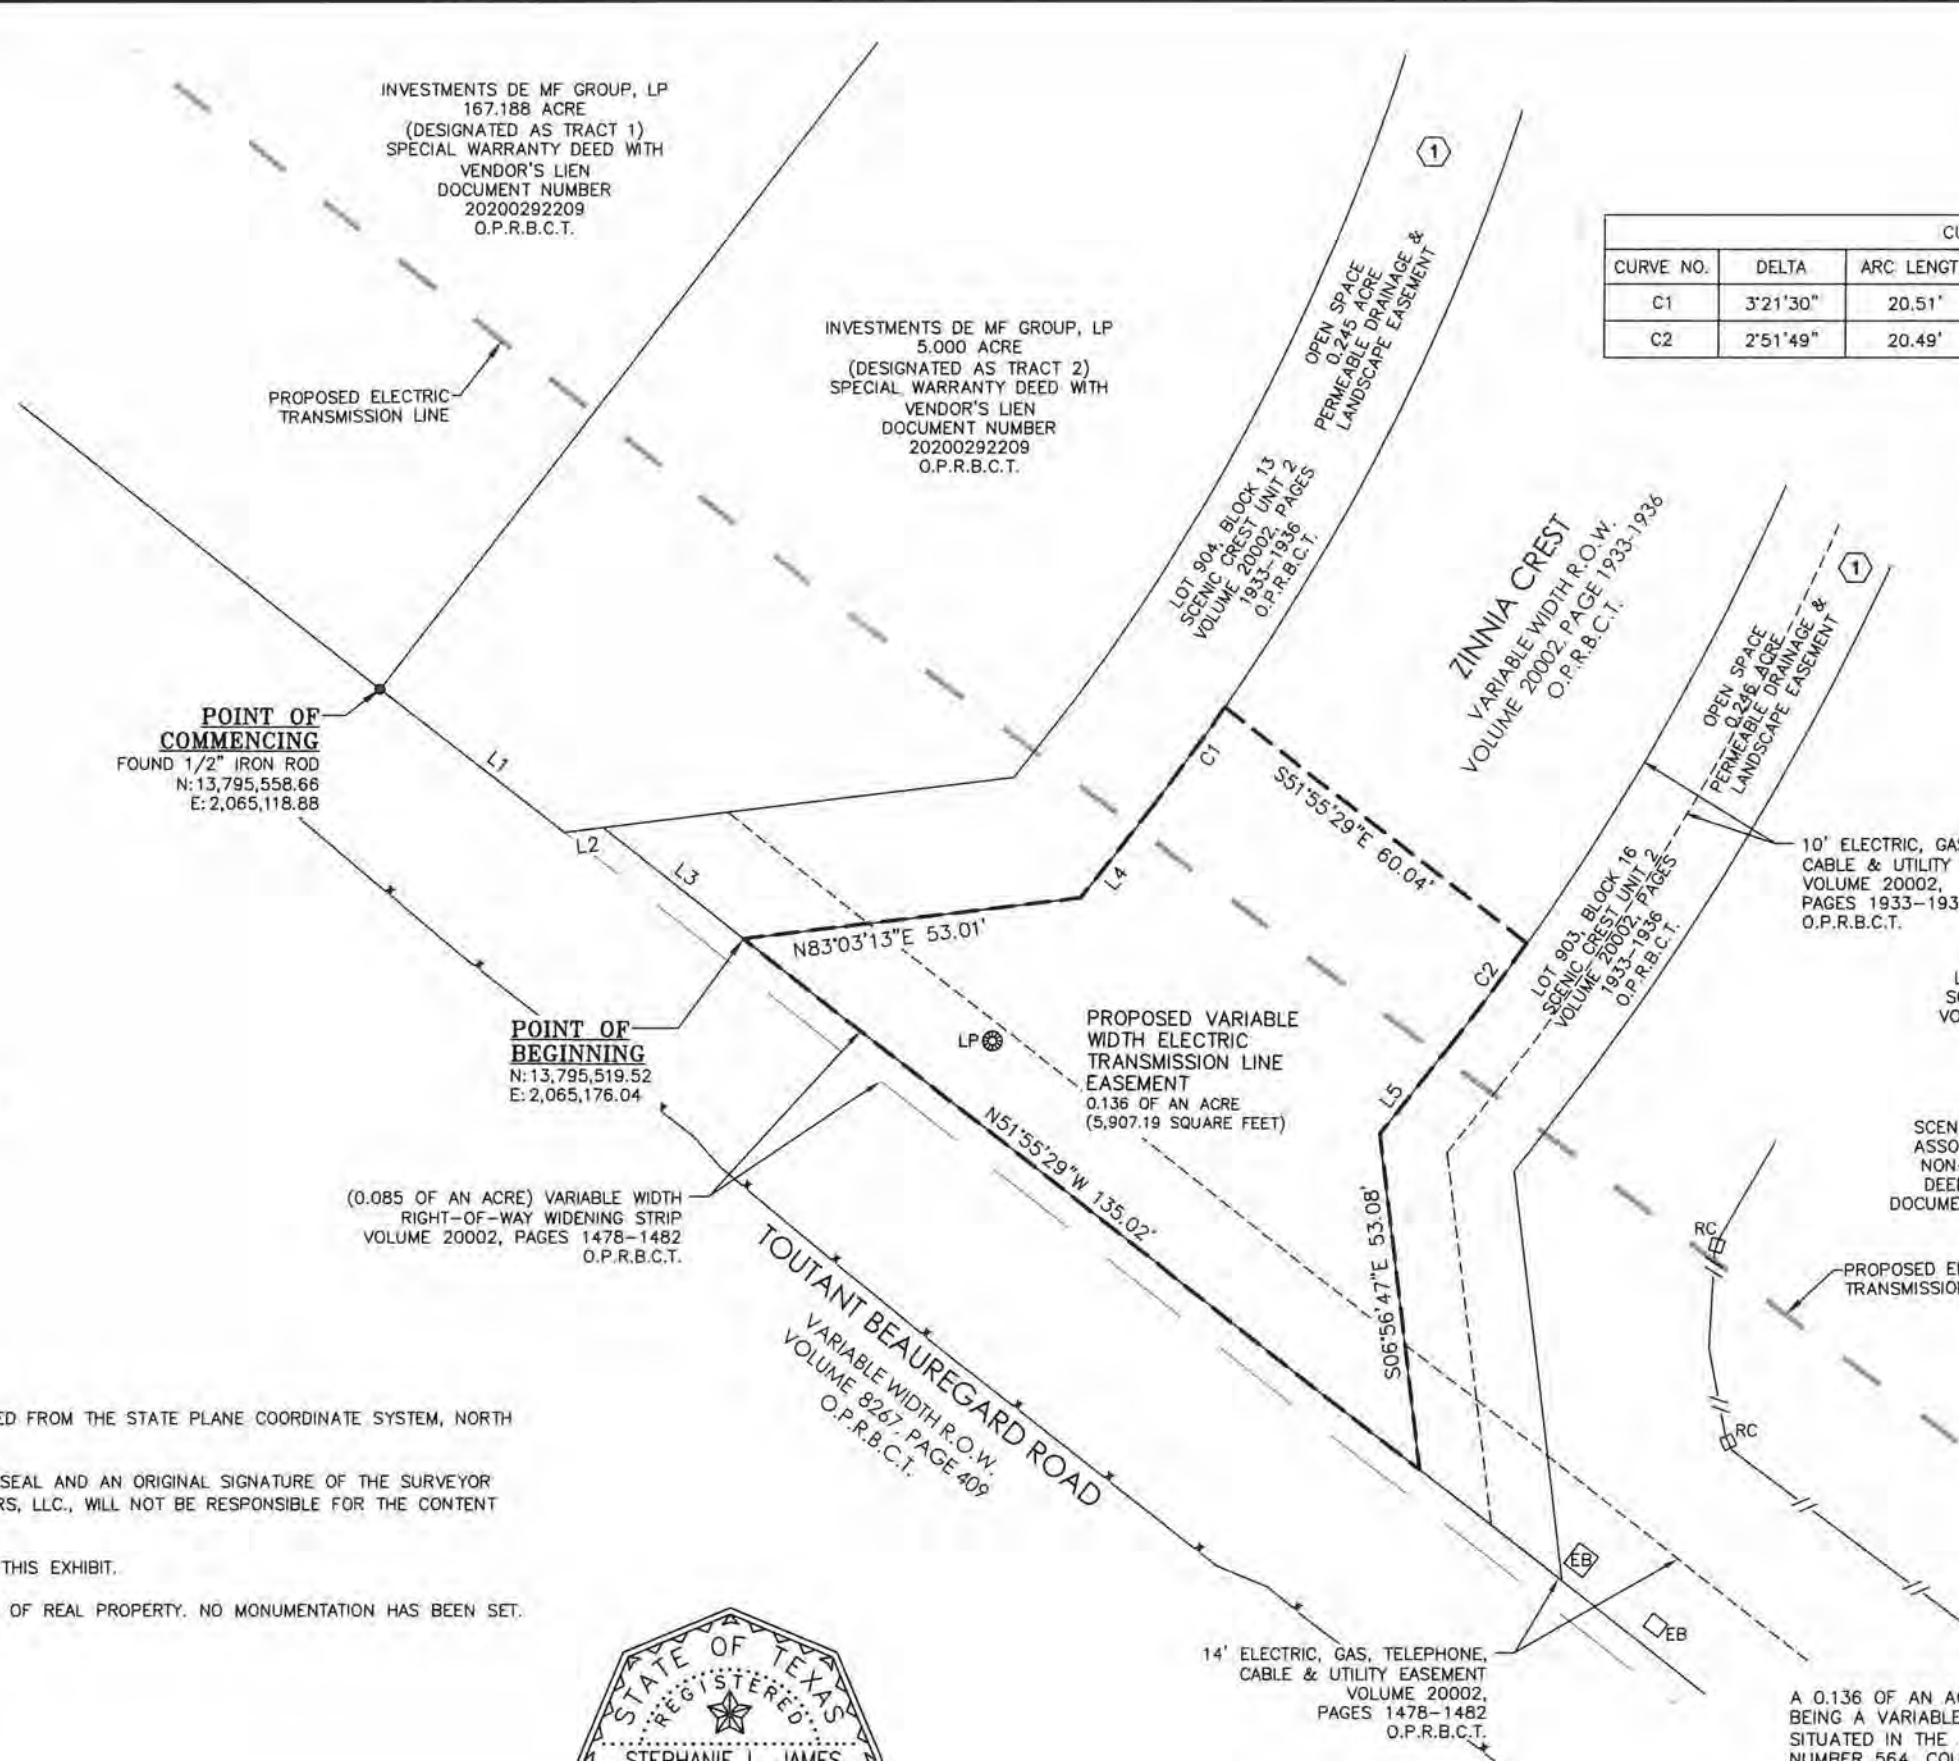 INVESTMENTS DE MF GROUP, LP
167.188 ACRE
(DESIGNATED AS TRACT 1)
SPECIAL WARRANTY DEED WITH
VENDOR'S LIEN
DOCUMENT NUMBER
20200292209
O.P.R.B.C.T.
PROPOSED ELECTRIC
TRANSMISSION LINE
INVESTMENTS DE MF GROUP, LP
5.000 ACRE
(DESIGNATED AS TRACT 2)
SPECIAL WARRANTY DEED WITH
VENDOR'S LIEN
DOCUMENT NUMBER
20200292209
O.P.R.B.C.T.
1
OPEN SPACE
0.245 ACRE
PERMEABLE DRAINAGE &
LANDSCAPE EASEMENT
LOT 904, BLOCK 13
SCENIC CREST UNIT 2
VOLUME 20002, PAGES
1933-1936
O.P.R.B.C.T.
CURVE NO. DELTA ARC LENGT
C1 3°21'30" 20.51'
C2 2°51'49" 20.49'
ZINNIA CREST
VARIABLE WIDTH R.O.W.
VOLUME 20002, PAGE 1933-1936
O.P.R.B.C.T.
1
OPEN SPACE
0.246 ACRE
PERMEABLE DRAINAGE &
LANDSCAPE EASEMENT
LOT 903, BLOCK 16
SCENIC CREST UNIT 2
VOLUME 20002, PAGES
1933-1936
O.P.R.B.C.T.
10' ELECTRIC, GAS
CABLE & UTILITY
VOLUME 20002,
PAGES 1933-193
O.P.R.B.C.T.
POINT OF
COMMENCING
FOUND 1/2" IRON ROD
N:13,795,558.66
E:2,065,118.88
L1
L2
L3
L4
C1
S51°55'29"E 60.04'
C2
L5
N83°03'13"E 53.01'
POINT OF
BEGINNING
N:13,795,519.52
E:2,065,176.04
LP
PROPOSED VARIABLE
WIDTH ELECTRIC
TRANSMISSION LINE
EASEMENT
0.136 OF AN ACRE
(5,907.19 SQUARE FEET)
N51°55'29"W 135.02'
S06°56'47"E 53.08'
(0.085 OF AN ACRE) VARIABLE WIDTH
RIGHT-OF-WAY WIDENING STRIP
VOLUME 20002, PAGES 1478-1482
O.P.R.B.C.T.
TOUTANT BEAUREGARD ROAD
VARIABLE WIDTH R.O.W.
VOLUME 8267, PAGE 409
O.P.R.B.C.T.
SCEN
ASSO
NON
DEE
DOCUME
RC
RC
PROPOSED E
TRANSMISSIO
EB
EB
14' ELECTRIC, GAS, TELEPHONE,
CABLE & UTILITY EASEMENT
VOLUME 20002,
PAGES 1478-1482
O.P.R.B.C.T.
ED FROM THE STATE PLANE COORDINATE SYSTEM, NORTH
SEAL AND AN ORIGINAL SIGNATURE OF THE SURVEYOR
RS, LLC., WILL NOT BE RESPONSIBLE FOR THE CONTENT
THIS EXHIBIT.
OF REAL PROPERTY. NO MONUMENTATION HAS BEEN SET.
STATE OF TEXAS
REGISTERED
STEPHANIE L. JAMES
A 0.136 OF AN A
BEING A VARIABLE
SITUATED IN THE
NUMBER 564, COU